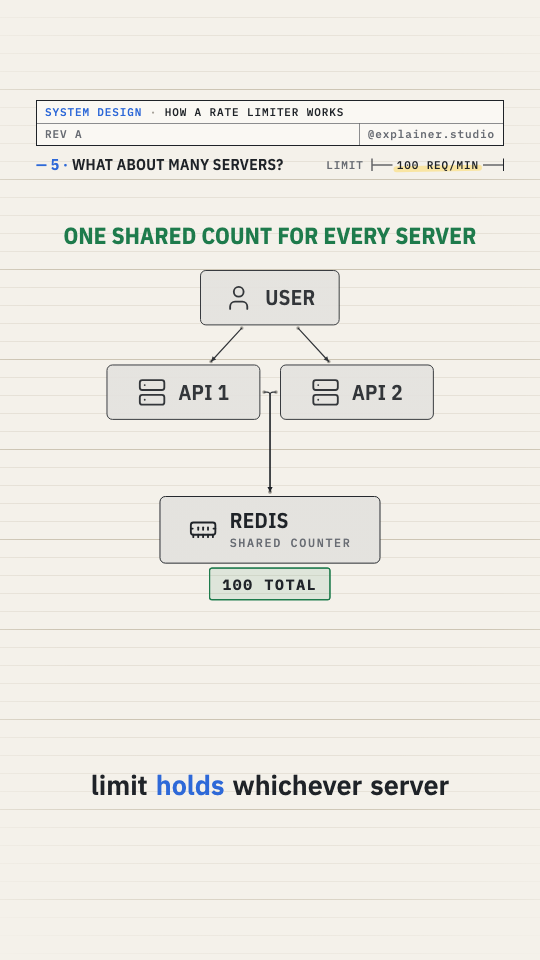 SYSTEM DESIGN · HOW A RATE LIMITER WORKS
REV A
@explainer.studio
— 5 · WHAT ABOUT MANY SERVERS?
LIMIT 100 REQ/MIN
ONE SHARED COUNT FOR EVERY SERVER
USER
API 1
API 2
REDIS
SHARED COUNTER
100 TOTAL
limit holds whichever server